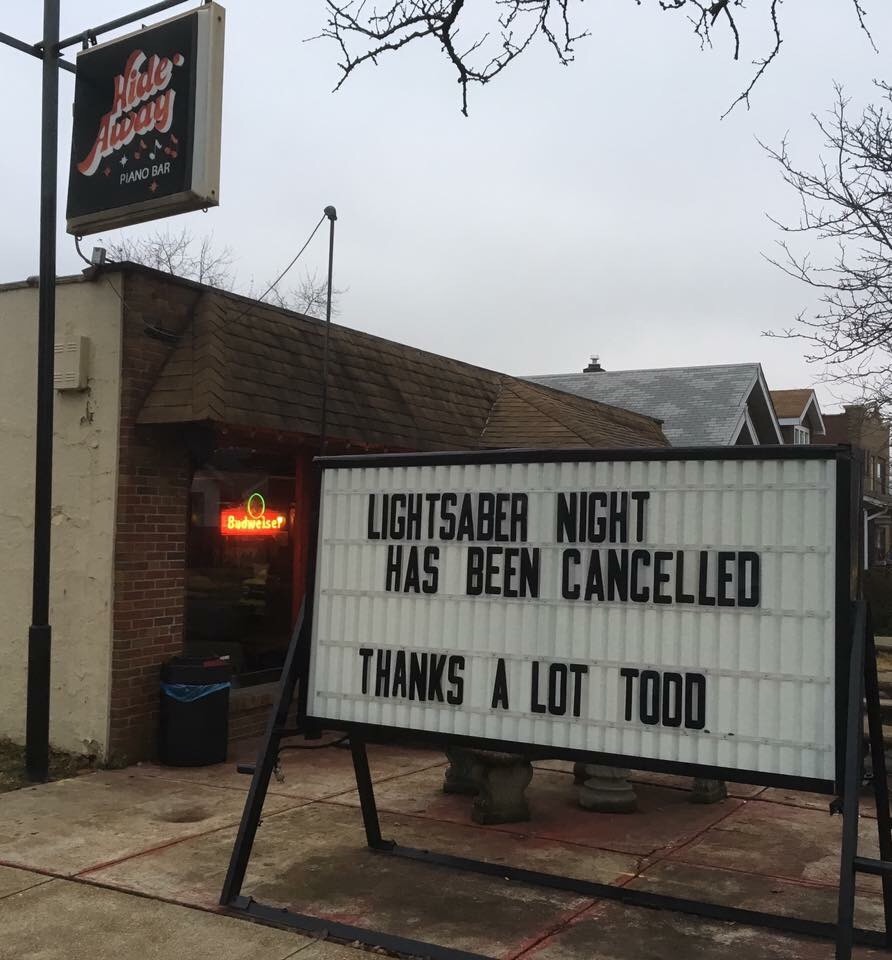 Hide-
Away
PIANO BAR
Budweiser
LIGHTSABER NIGHT
HAS BEEN CANCELLED
THANKS A LOT TODD